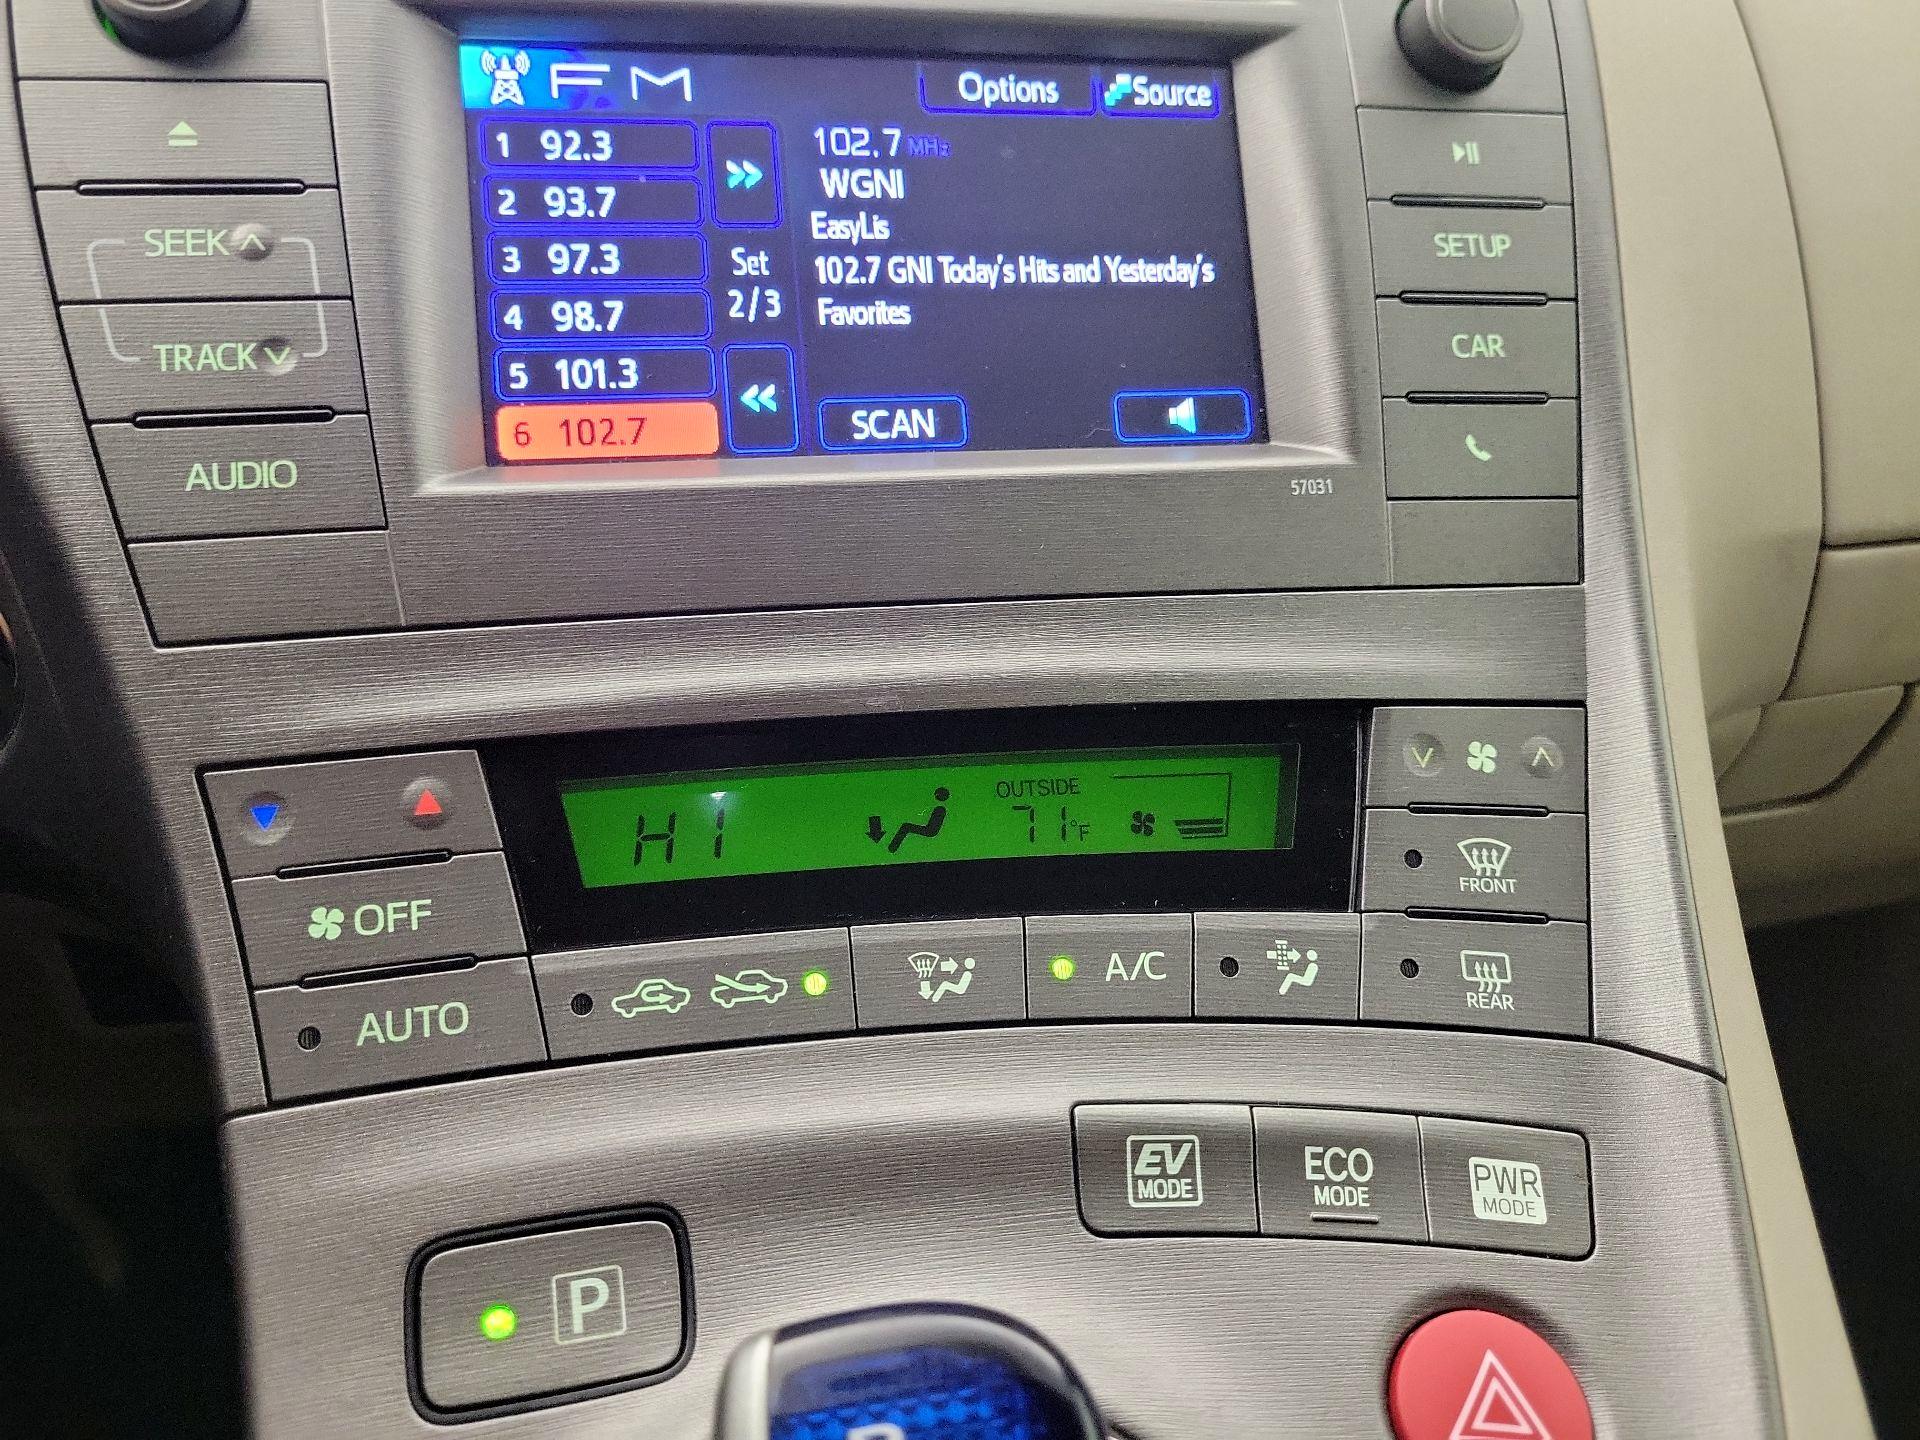 FM
Options
Source
1 92.3
2 93.7
3 97.3
4 98.7
5 101.3
6 102.7
>>
Set
2/3
<<
102.7 MHz
WGNI
EasyLis
102.7 GNI Today's Hits and Yesterday's
Favorites
SCAN
57031
SEEK
TRACK
AUDIO
SETUP
CAR
HI
OUTSIDE
71°F
OFF
AUTO
A/C
FRONT
REAR
EV
MODE
ECO
MODE
PWR
MODE
P